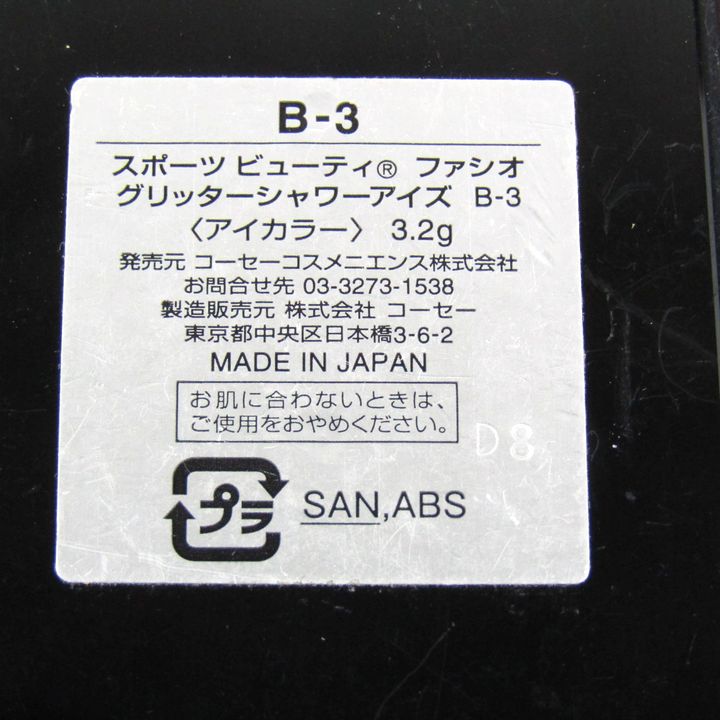 B-3
スポーツ ビューティ® ファシオ
グリッターシャワーアイズ B-3
〈アイカラー〉 3.2g
発売元 コーセーコスメニエンス株式会社
お問合せ先 03-3273-1538
製造販売元 株式会社 コーセー
東京都中央区日本橋3-6-2
MADE IN JAPAN
お肌に合わないときは、
ご使用をおやめください。
D8
プラ
SAN,ABS